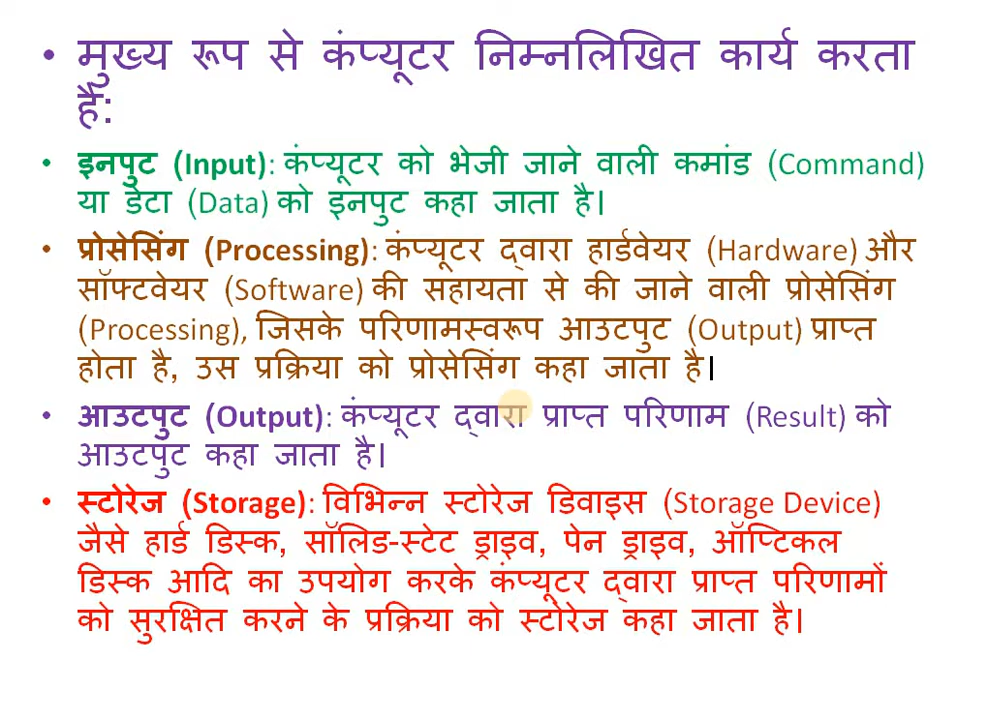 • मुख्य रूप से कंप्यूटर निम्नलिखित कार्य करता
है:
• इनपुट (Input): कंप्यूटर को भेजी जाने वाली कमांड (Command)
या डेटा (Data) को इनपुट कहा जाता है।
• प्रोसेसिंग (Processing): कंप्यूटर द्वारा हार्डवेयर (Hardware) और
सॉफ्टवेयर (Software) की सहायता से की जाने वाली प्रोसेसिंग
(Processing), जिसके परिणामस्वरूप आउटपुट (Output) प्राप्त
होता है, उस प्रक्रिया को प्रोसेसिंग कहा जाता है|
• आउटपुट (Output): कंप्यूटर द्वारा प्राप्त परिणाम (Result) को
आउटपुट कहा जाता है।
• स्टोरेज (Storage): विभिन्न स्टोरेज डिवाइस (Storage Device)
जैसे हार्ड डिस्क, सॉलिड-स्टेट ड्राइव, पेन ड्राइव, ऑप्टिकल
डिस्क आदि का उपयोग करके कंप्यूटर द्वारा प्राप्त परिणामों
को सुरक्षित करने के प्रक्रिया को स्टोरेज कहा जाता है।